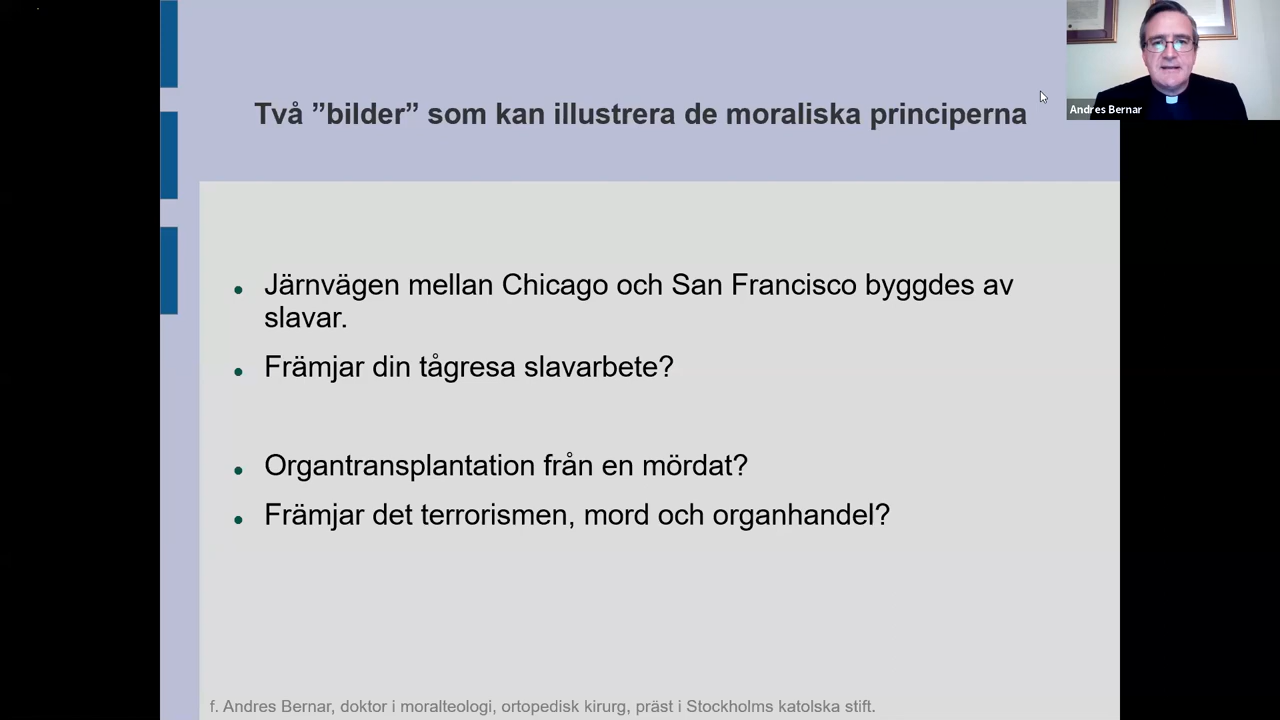 Två ”bilder” som kan illustrera de moraliska principerna
Andres Bernar
Järnvägen mellan Chicago och San Francisco byggdes av
slavar.
Främjar din tågresa slavarbete?
Organtransplantation från en mördat?
Främjar det terrorismen, mord och organhandel?
f. Andres Bernar, doktor i moralteologi, ortopedisk kirurg, präst i Stockholms katolska stift.